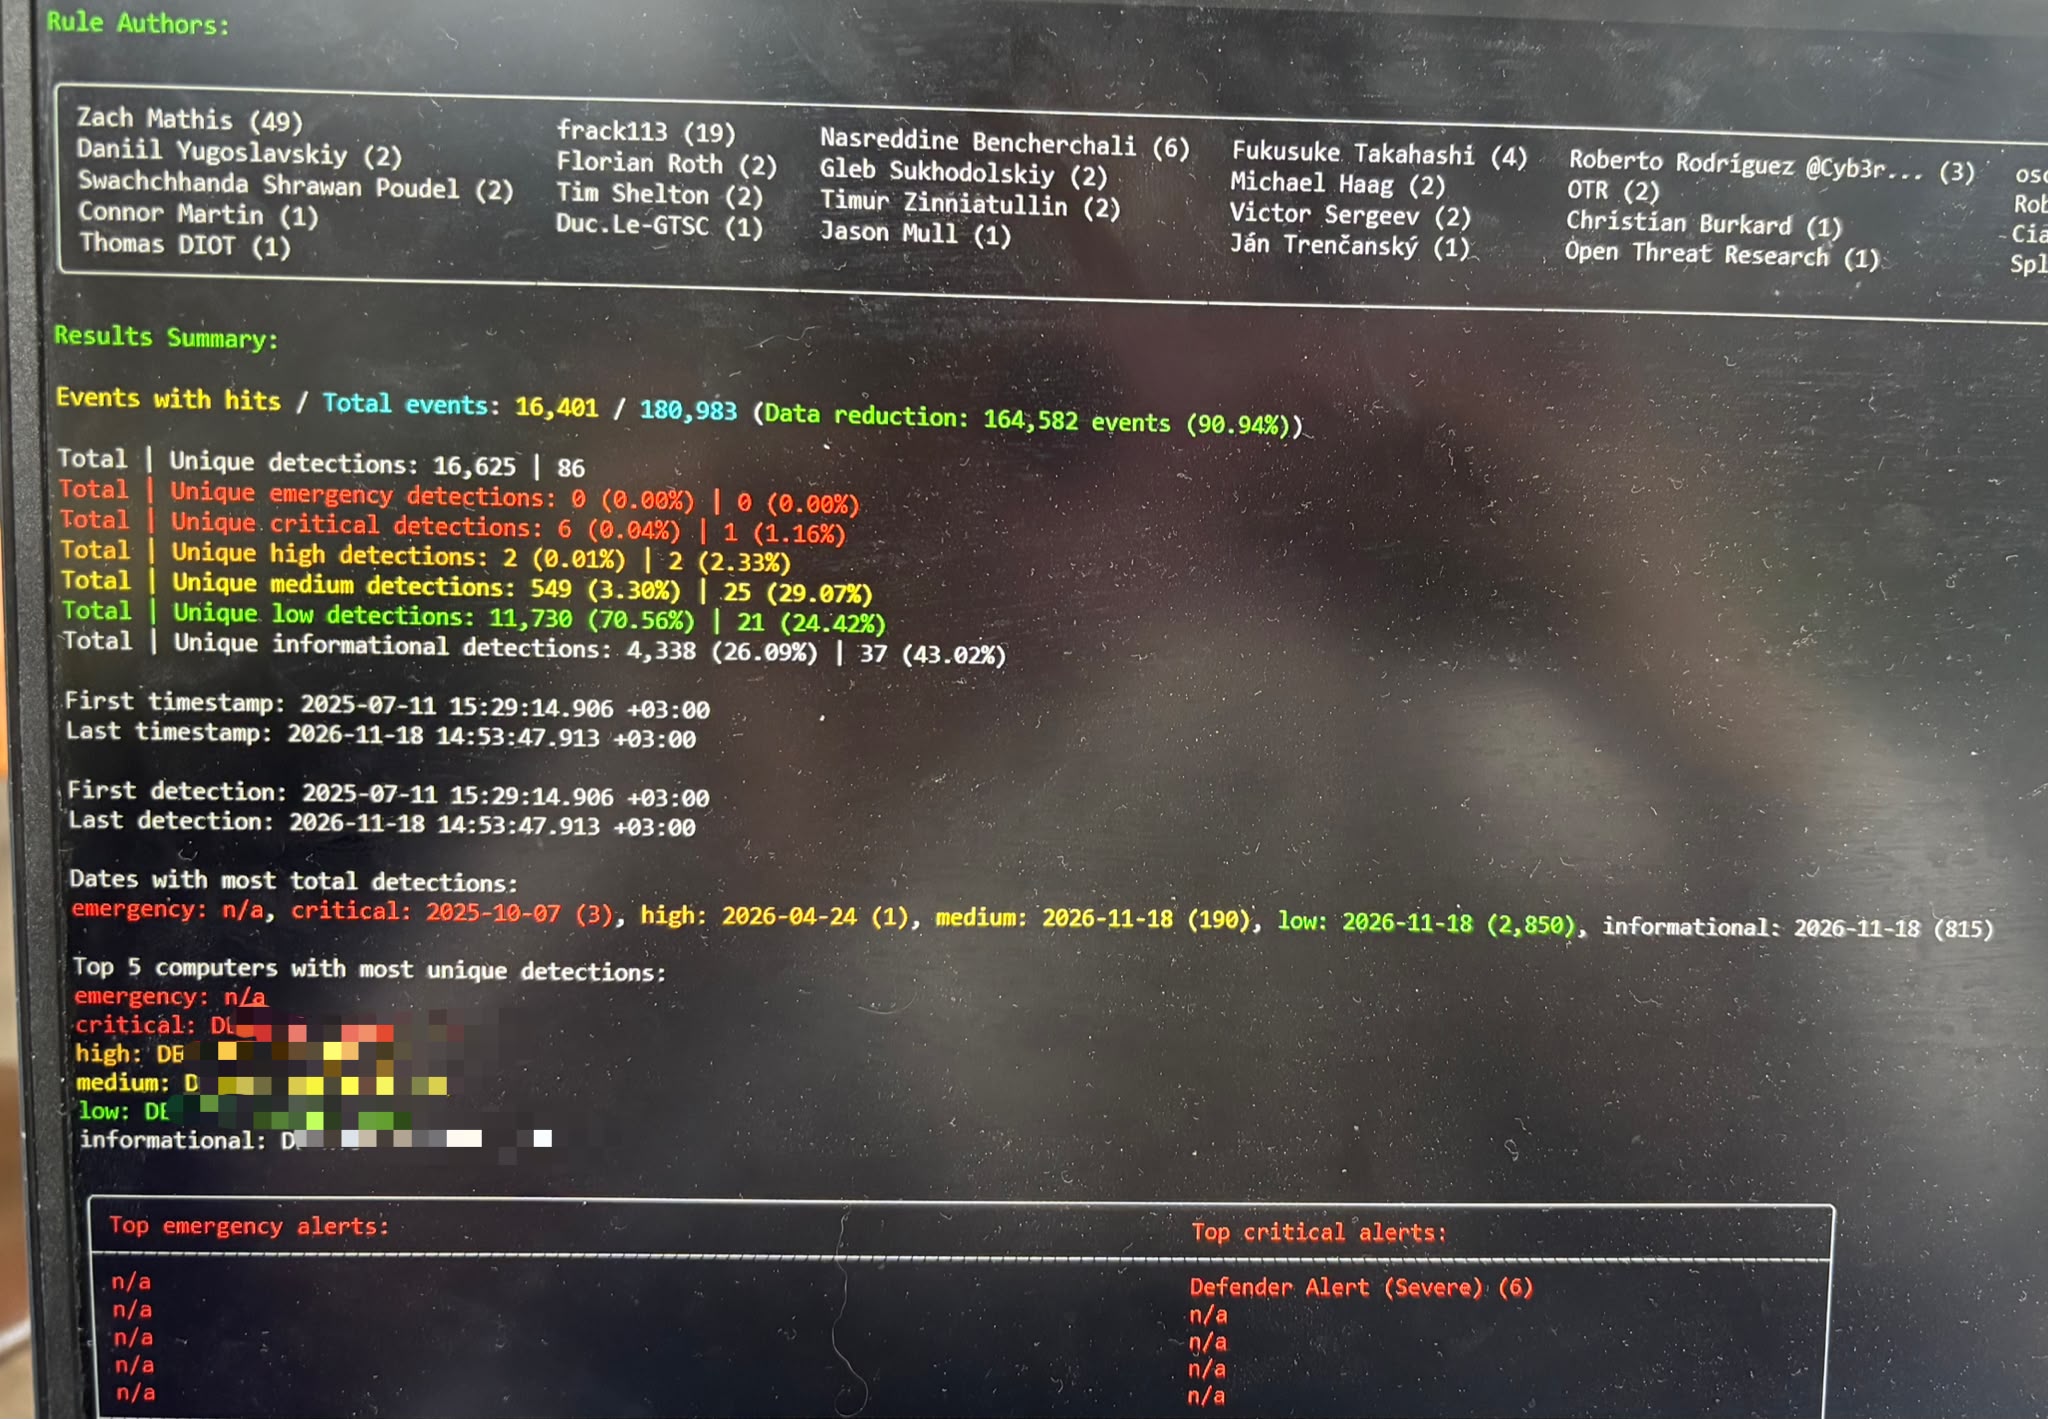 Rule Authors:
Zach Mathis (49) frack113 (19) Nasreddine Bencherchali (6) Fukusuke Takahashi (4) Roberto Rodriguez @Cyb3r... (3)
Daniil Yugoslavskiy (2) Florian Roth (2) Gleb Sukhodolskiy (2) Michael Haag (2) OTR (2)
Swachchhanda Shrawan Poudel (2) Tim Shelton (2) Timur Zinniatullin (2) Victor Sergeev (2) Christian Burkard (1)
Connor Martin (1) Duc.Le-GTSC (1) Jason Mull (1) Ján Trenčanský (1) Open Threat Research (1)
Thomas DIOT (1)
Results Summary:
Events with hits / Total events: 16,401 / 180,983 (Data reduction: 164,582 events (90.94%))
Total | Unique detections: 16,625 | 86
Total | Unique emergency detections: 0 (0.00%) | 0 (0.00%)
Total | Unique critical detections: 6 (0.04%) | 1 (1.16%)
Total | Unique high detections: 2 (0.01%) | 2 (2.33%)
Total | Unique medium detections: 549 (3.30%) | 25 (29.07%)
Total | Unique low detections: 11,730 (70.56%) | 21 (24.42%)
Total | Unique informational detections: 4,338 (26.09%) | 37 (43.02%)
First timestamp: 2025-07-11 15:29:14.906 +03:00
Last timestamp: 2026-11-18 14:53:47.913 +03:00
First detection: 2025-07-11 15:29:14.906 +03:00
Last detection: 2026-11-18 14:53:47.913 +03:00
Dates with most total detections:
emergency: n/a, critical: 2025-10-07 (3), high: 2026-04-24 (1), medium: 2026-11-18 (190), low: 2026-11-18 (2,850), informational: 2026-11-18 (815)
Top 5 computers with most unique detections:
emergency: n/a
critical:
high:
medium:
low:
informational:
Top emergency alerts: Top critical alerts:
n/a Defender Alert (Severe) (6)
n/a n/a
n/a n/a
n/a n/a
n/a n/a